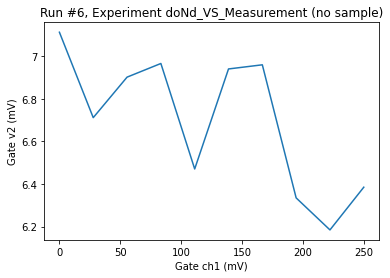 Run #6, Experiment doNd_VS_Measurement (no sample)
7
6.8
6.6
6.4
6.2
Gate v2 (mV)
0 50 100 150 200 250
Gate ch1 (mV)